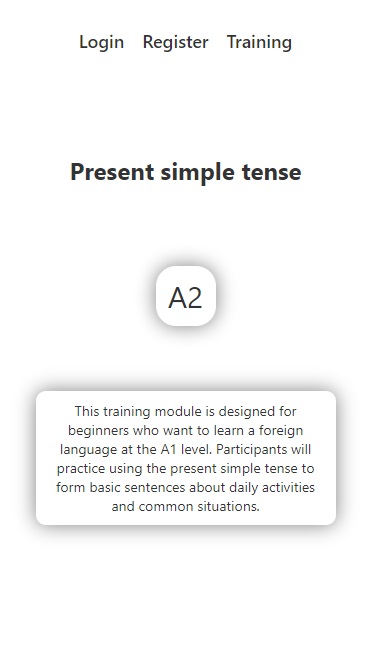 Login Register Training
Present simple tense
A2
This training module is designed for
beginners who want to learn a foreign
language at the A1 level. Participants will
practice using the present simple tense to
form basic sentences about daily activities
and common situations.